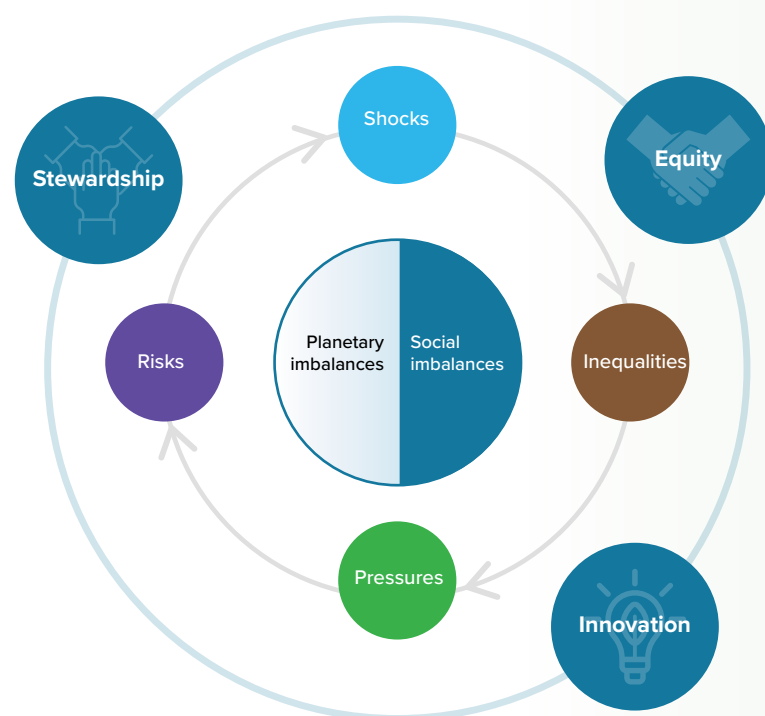 Shocks
Equity
Stewardship
Planetary
imbalances
Social
imbalances
Risks
Inequalities
Pressures
Innovation